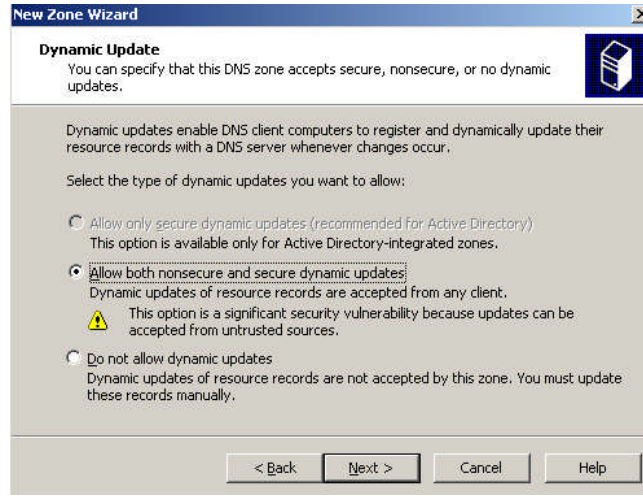 New Zone Wizard
Dynamic Update
You can specify that this DNS zone accepts secure, nonsecure, or no dynamic
updates.
Dynamic updates enable DNS client computers to register and dynamically update their
resource records with a DNS server whenever changes occur.
Select the type of dynamic updates you want to allow:
Allow only secure dynamic updates (recommended for Active Directory)
This option is available only for Active Directory-integrated zones.
Allow both nonsecure and secure dynamic updates
Dynamic updates of resource records are accepted from any client.
This option is a significant security vulnerability because updates can be
accepted from untrusted sources.
Do not allow dynamic updates
Dynamic updates of resource records are not accepted by this zone. You must update
these records manually.
< Back Next > Cancel Help